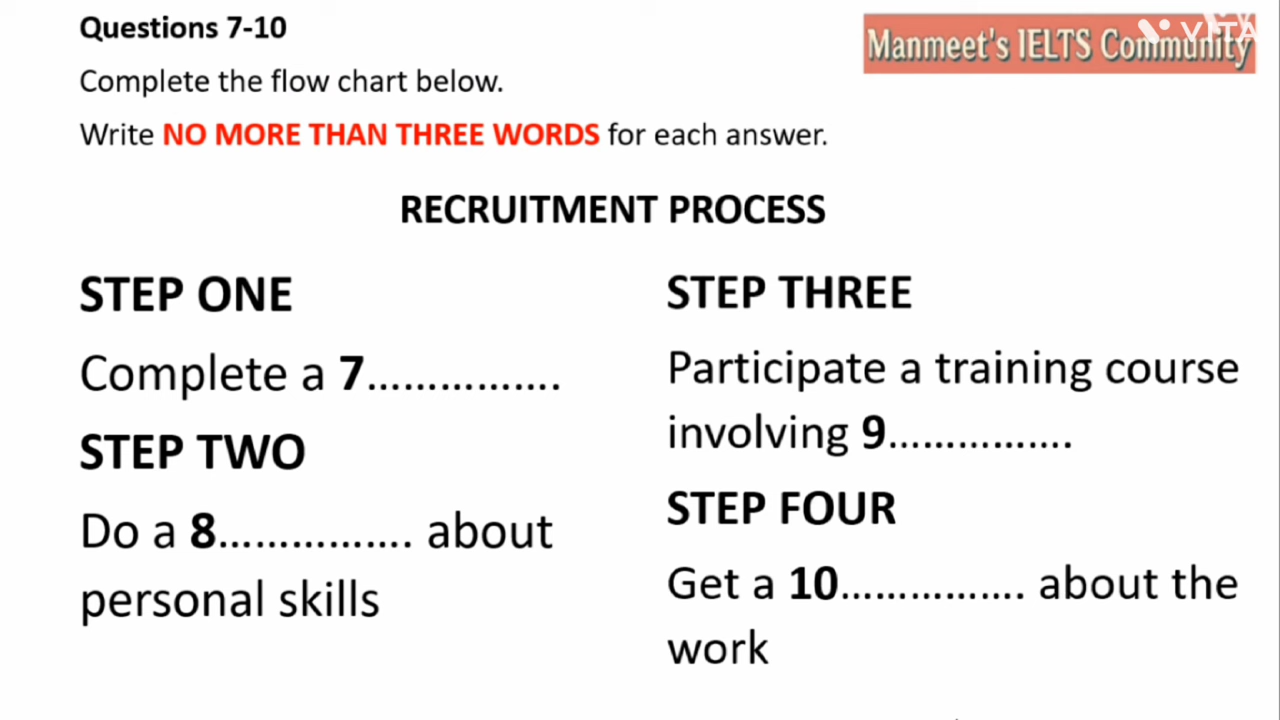 Questions 7-10
Manmeet's IELTS Community
VITA
Complete the flow chart below.
Write NO MORE THAN THREE WORDS for each answer.
RECRUITMENT PROCESS
STEP ONE
Complete a 7................
STEP TWO
Do a 8................ about
personal skills
STEP THREE
Participate a training course
involving 9................
STEP FOUR
Get a 10................ about the
work